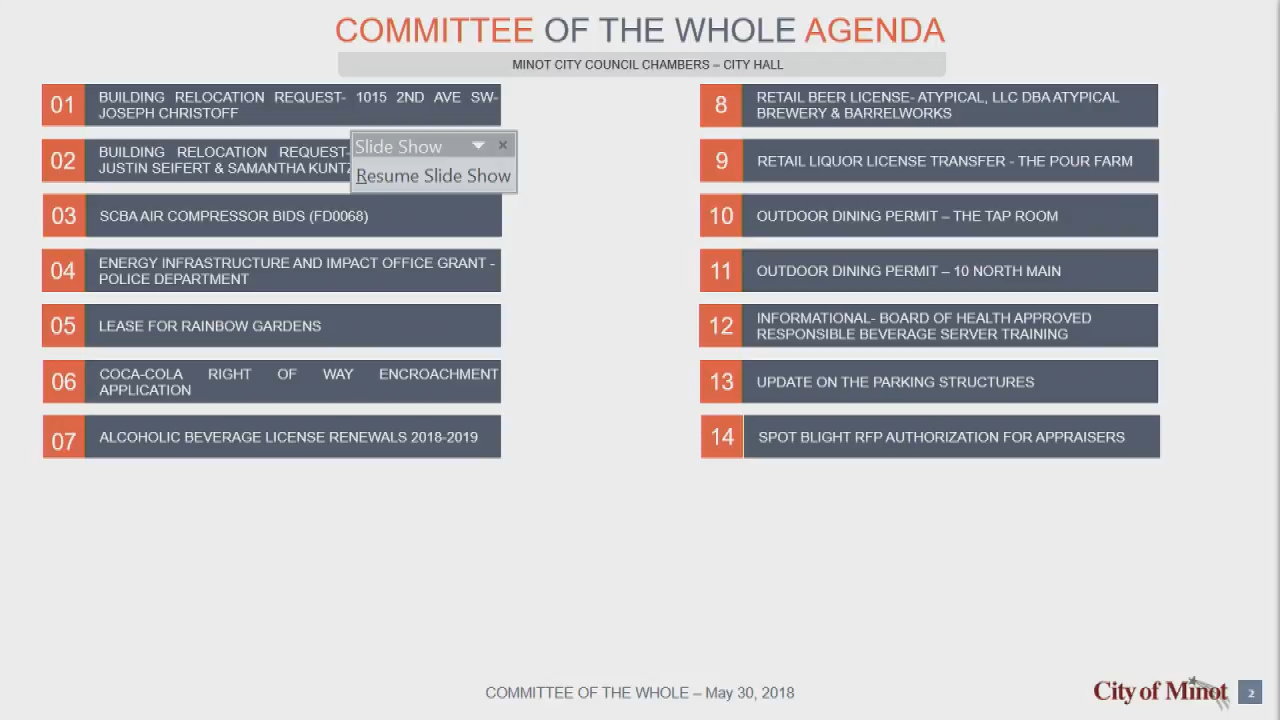 COMMITTEE OF THE WHOLE AGENDA
MINOT CITY COUNCIL CHAMBERS – CITY HALL
01
BUILDING RELOCATION REQUEST- 1015 2ND AVE SW-
JOSEPH CHRISTOFF
02
BUILDING RELOCATION REQUEST-
JUSTIN SEIFERT & SAMANTHA
Slide Show
Resume Slide Show
03
SCBA AIR COMPRESSOR BIDS (FD0068)
04
ENERGY INFRASTRUCTURE AND IMPACT OFFICE GRANT -
POLICE DEPARTMENT
05
LEASE FOR RAINBOW GARDENS
06
COCA-COLA RIGHT OF WAY ENCROACHMENT
APPLICATION
07
ALCOHOLIC BEVERAGE LICENSE RENEWALS 2018-2019
8
RETAIL BEER LICENSE- ATYPICAL, LLC DBA ATYPICAL
BREWERY & BARRELWORKS
9
RETAIL LIQUOR LICENSE TRANSFER - THE POUR FARM
10
OUTDOOR DINING PERMIT – THE TAP ROOM
11
OUTDOOR DINING PERMIT – 10 NORTH MAIN
12
INFORMATIONAL- BOARD OF HEALTH APPROVED
RESPONSIBLE BEVERAGE SERVER TRAINING
13
UPDATE ON THE PARKING STRUCTURES
14
SPOT BLIGHT RFP AUTHORIZATION FOR APPRAISERS
COMMITTEE OF THE WHOLE – May 30, 2018
City of Minot
2